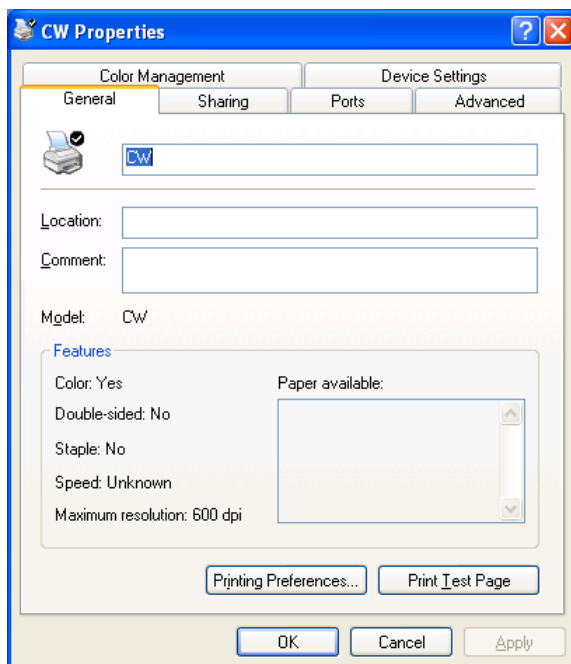 CW Properties
Color Management Device Settings
General Sharing Ports Advanced
CW
Location:
Comment:
Model: CW
Features
Color: Yes Paper available:
Double-sided: No
Staple: No
Speed: Unknown
Maximum resolution: 600 dpi
Printing Preferences... Print Test Page
OK Cancel Apply